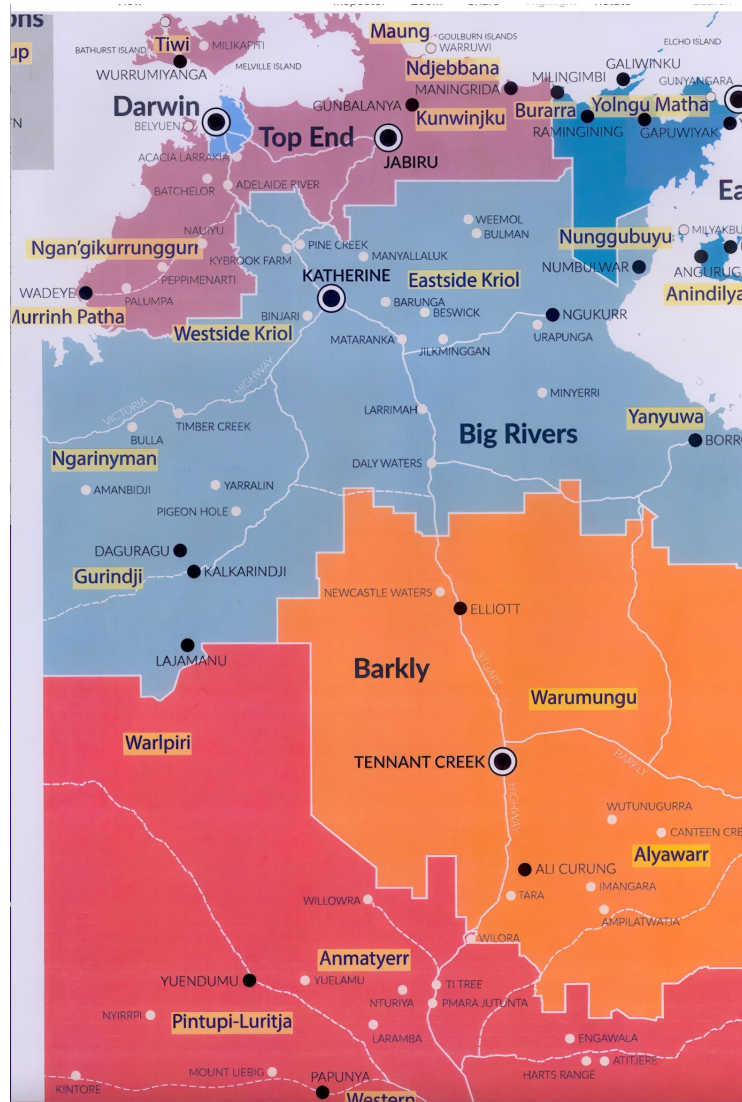 ons
up
N
BATHURST ISLAND
Tiwi
MILIKAPITI
WURRUMIYANGA
MELVILLE ISLAND
Maung
GOULBURN ISLANDS
WARRUWI
ELCHO ISLAND
Ndjebbana
MILINGIMBI
GALIWINKU
MANINGRIDA
GUNYANGARA
Darwin
GUNBALANYA
Kunwinjku
Burarra
Yolngu Matha
BELYUEN
Top End
RAMINGINING
GAPUWIYAK
JABIRU
ACACIA LARRAKIA
BATCHELOR
ADELAIDE RIVER
Ea
WEEMOL
BULMAN
NAUIYU
Ngan'gikurrungguri
PINE CREEK
KYBROOK FARM
MANYALLALUK
Nunggubuyu
MILYAKBU
NUMBULWAR
ANGURUG
PEPPIMENARTI
KATHERINE
Eastside Kriol
Anindilya
WADEYE
PALUMPA
BARUNGA
Murrinh Patha
BINJARI
BESWICK
NGUKURR
Westside Kriol
MATARANKA
JILKMINGGAN
URAPUNGA
HIGHWAY
MINYERRI
VICTORIA
TIMBER CREEK
LARRIMAH
Yanyuwa
BULLA
Big Rivers
BORRO
Ngarinyman
DALY WATERS
AMANBIDJI
YARRALIN
PIGEON HOLE
DAGURAGU
Gurindji
KALKARINDJI
NEWCASTLE WATERS
ELLIOTT
LAJAMANU
Barkly
STUART
Warumungu
Warlpiri
TENNANT CREEK
BARKLY
HIGHWAY
WUTUNUGURRA
CANTEEN CRE
Alyawarr
ALI CURUNG
TARA
IMANGARA
WILLOWRA
AMPILATWATJA
WILORA
Anmatyerr
YUENDUMU
YUELAMU
TI TREE
NTURIYA
PMARA JUTUNTA
NYIRRPI
Pintupi-Luritja
LARAMBA
ENGAWALA
MOUNT LIEBIG
HARTS RANGE
ATITJERE
KINTORE
PAPUNYA
Western